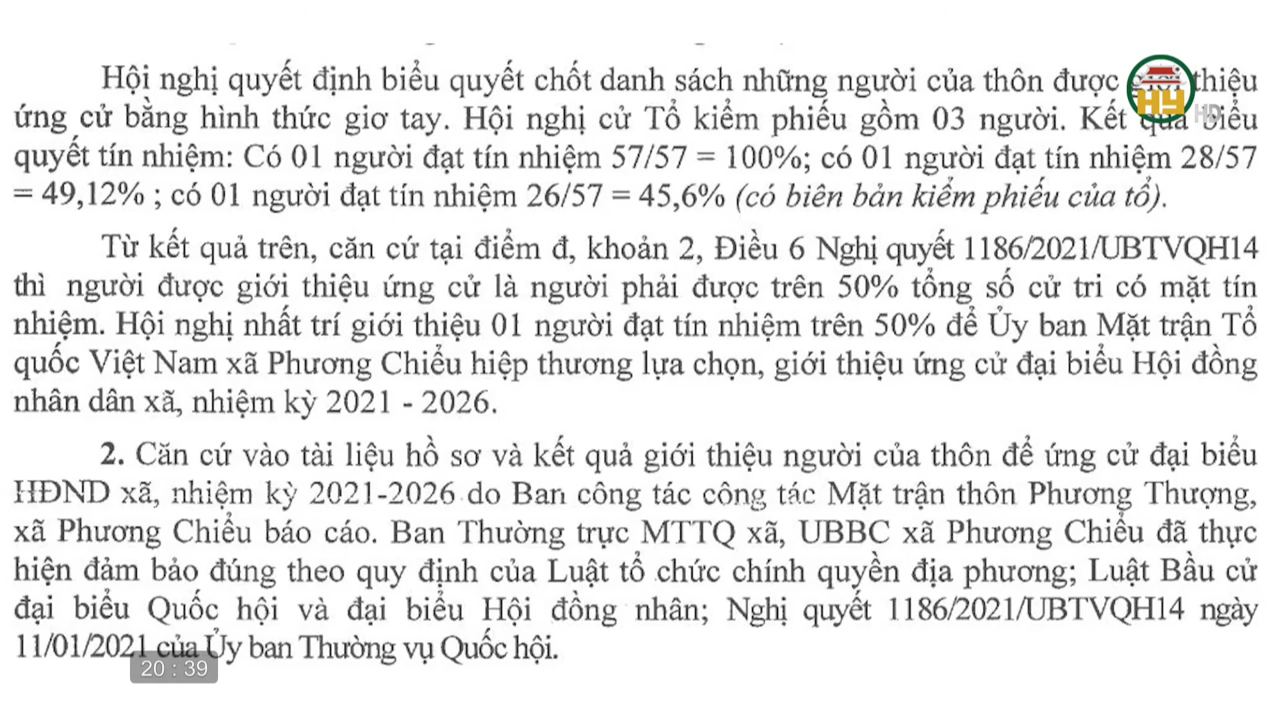 Hội nghị quyết định biểu quyết chốt danh sách những người của thôn được giới thiệu
ứng cử bằng hình thức giơ tay. Hội nghị cử Tổ kiểm phiếu gồm 03 người. Kết quả biểu
quyết tín nhiệm: Có 01 người đạt tín nhiệm 57/57 = 100%; có 01 người đạt tín nhiệm 28/57
= 49,12% ; có 01 người đạt tín nhiệm 26/57 = 45,6% (có biên bản kiểm phiếu của tổ).
Từ kết quả trên, căn cứ tại điểm đ, khoản 2, Điều 6 Nghị quyết 1186/2021/UBTVQH14
thì người được giới thiệu ứng cử là người phải được trên 50% tổng số cử tri có mặt tín
nhiệm. Hội nghị nhất trí giới thiệu 01 người đạt tín nhiệm trên 50% để Ủy ban Mặt trận Tổ
quốc Việt Nam xã Phương Chiểu hiệp thương lựa chọn, giới thiệu ứng cử đại biểu Hội đồng
nhân dân xã, nhiệm kỳ 2021 - 2026.
2. Căn cứ vào tài liệu hồ sơ và kết quả giới thiệu người của thôn để ứng cử đại biểu
HĐND xã, nhiệm kỳ 2021-2026 do Ban công tác công tác Mặt trận thôn Phương Thượng,
xã Phương Chiểu báo cáo. Ban Thường trực MTTQ xã, UBBC xã Phương Chiểu đã thực
hiện đảm bảo đúng theo quy định của Luật tổ chức chính quyền địa phương; Luật Bầu cử
đại biểu Quốc hội và đại biểu Hội đồng nhân; Nghị quyết 1186/2021/UBTVQH14 ngày
11/01/2021 của Ủy ban Thường vụ Quốc hội.
HY HD
20 : 39